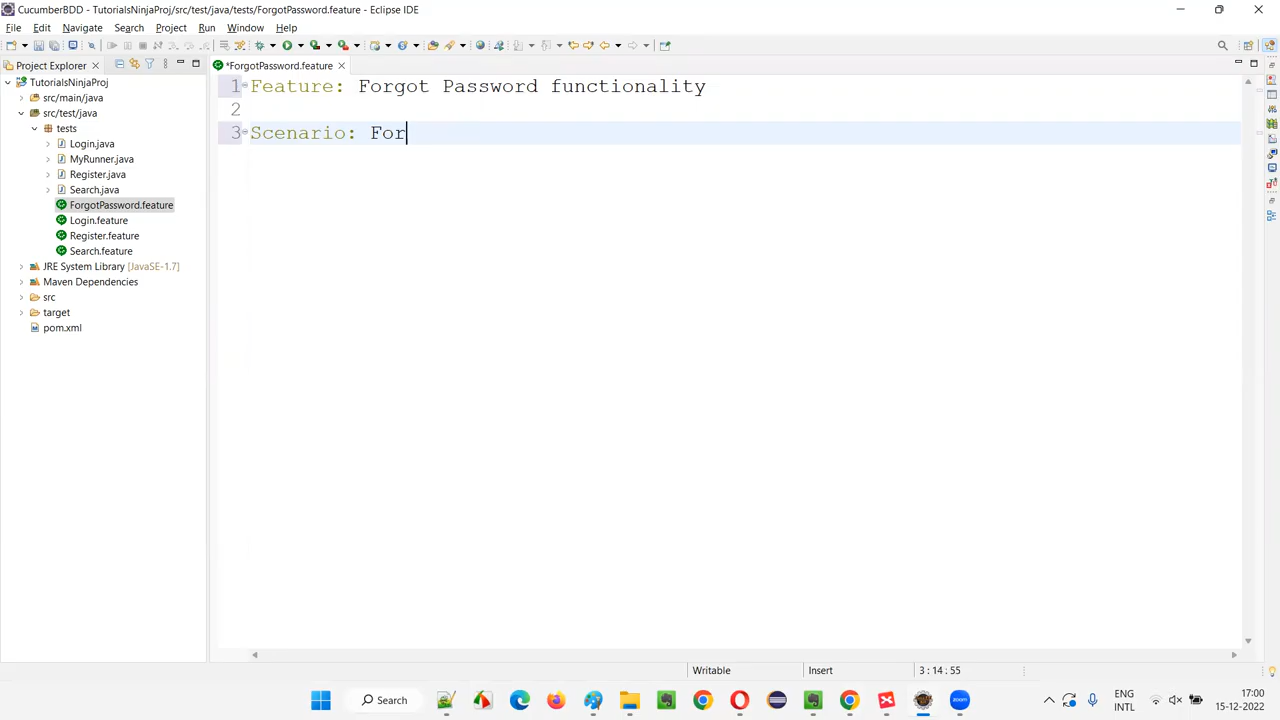 CucumberBDD - TutorialsNinjaProj/src/test/java/tests/ForgotPassword.feature - Eclipse IDE
File Edit Navigate Search Project Run Window Help
Project Explorer
*ForgotPassword.feature
TutorialsNinjaProj
src/main/java
src/test/java
tests
Login.java
MyRunner.java
Register.java
Search.java
ForgotPassword.feature
Login.feature
Register.feature
Search.feature
JRE System Library [JavaSE-1.7]
Maven Dependencies
src
target
pom.xml
1 Feature: Forgot Password functionality
2
3 Scenario: For
Writable Insert 3 : 14 : 55
Search
ENG
INTL
17:00
15-12-2022